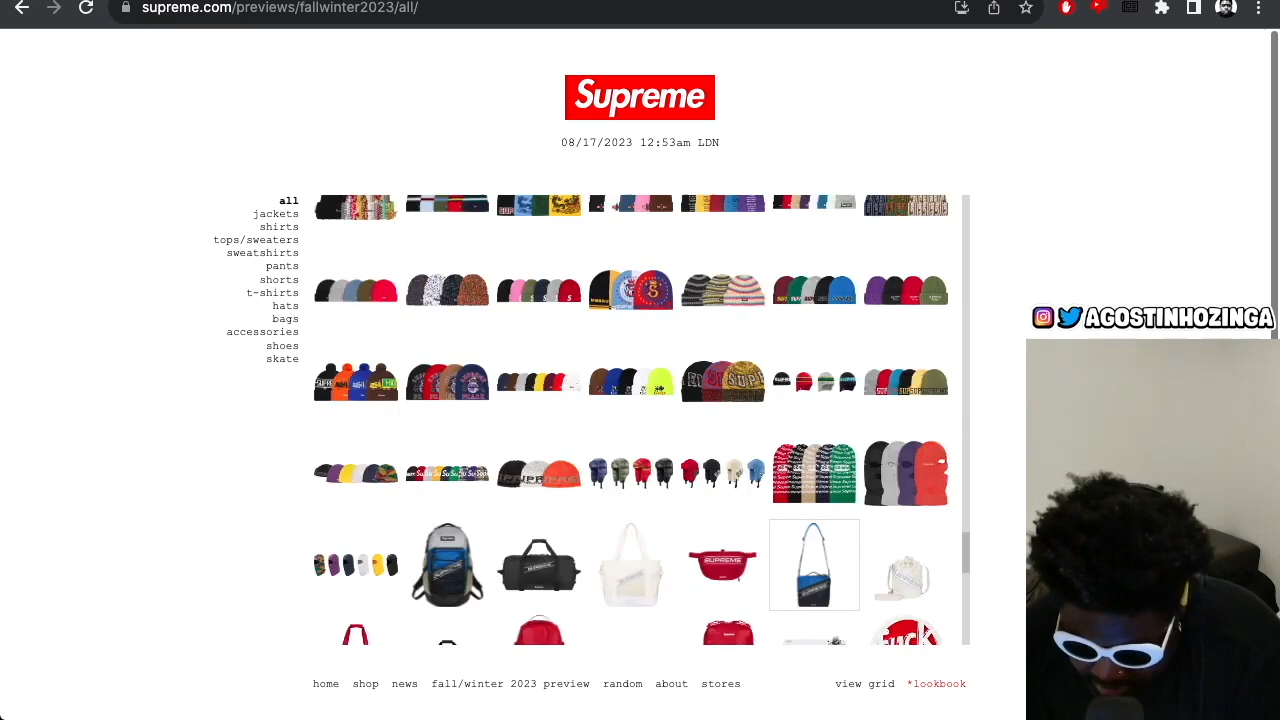 supreme.com/previews/fallwinter2023/all/
Supreme
08/17/2023 12:53am LDN
all
jackets
shirts
tops/sweaters
sweatshirts
pants
shorts
t-shirts
hats
bags
accessories
shoes
skate
AGOSTINHOZINGA
home shop news fall/winter 2023 preview random about stores
view grid *lookbook